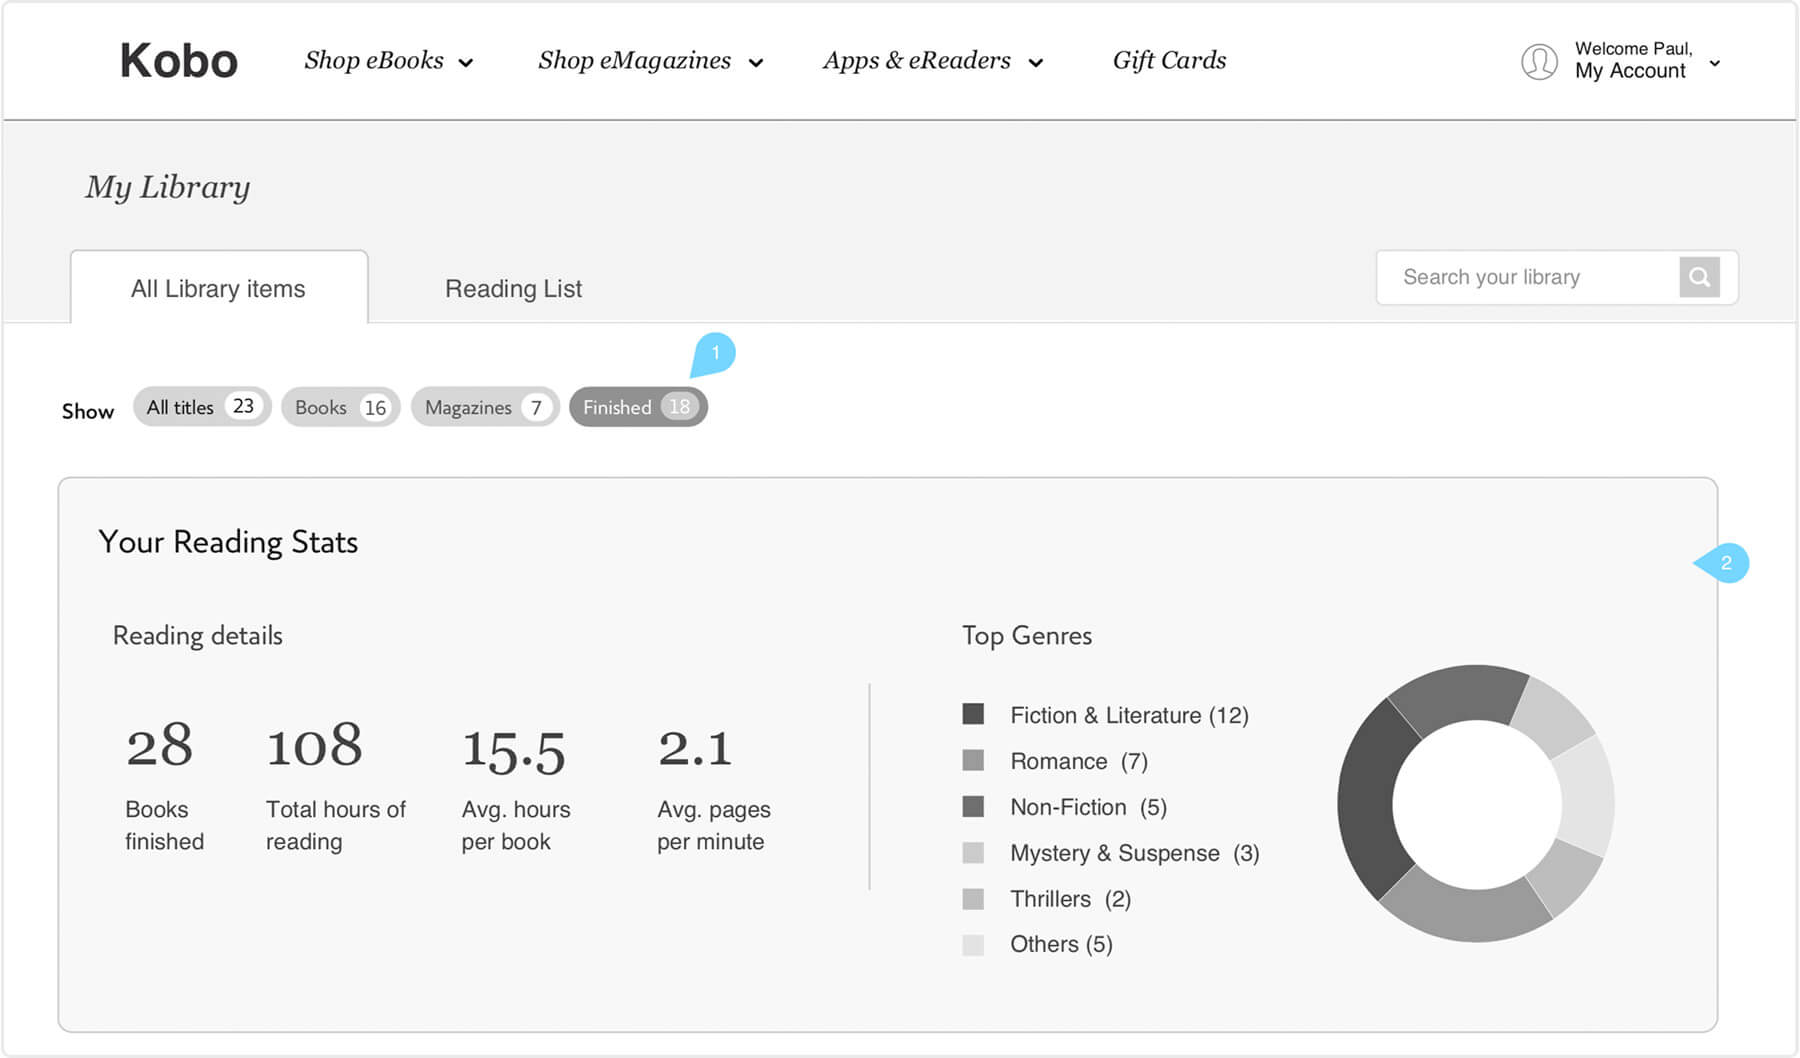 Kobo
Shop eBooks
Shop eMagazines
Apps & eReaders
Gift Cards
Welcome Paul,
My Account
My Library
All Library items
Reading List
Search your library
1
Show
All titles 23
Books 16
Magazines 7
Finished 18
Your Reading Stats
2
Reading details
28
Books
finished
108
Total hours of
reading
15.5
Avg. hours
per book
2.1
Avg. pages
per minute
Top Genres
Fiction & Literature (12)
Romance (7)
Non-Fiction (5)
Mystery & Suspense (3)
Thrillers (2)
Others (5)